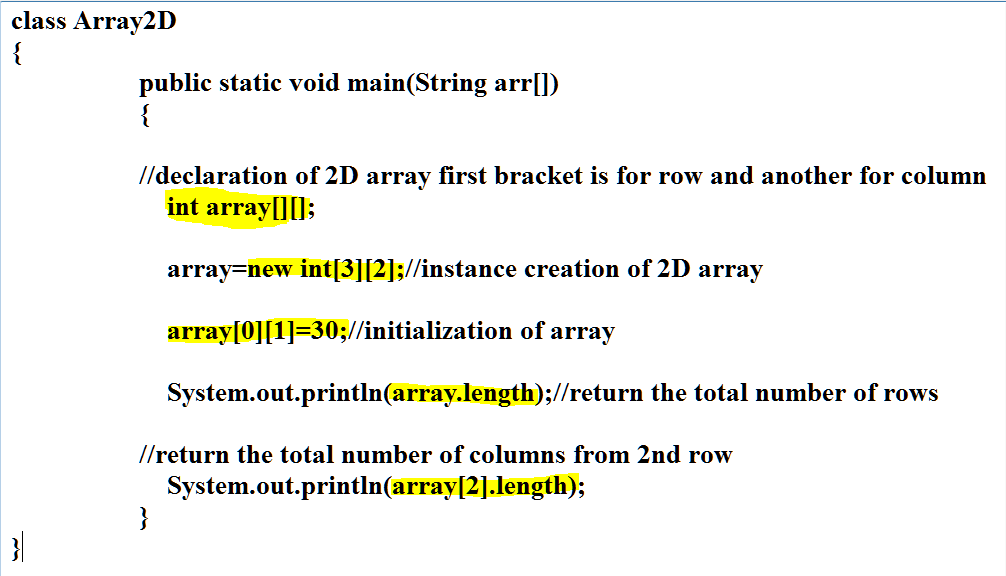 class Array2D
{
public static void main(String arr[])
{
//declaration of 2D array first bracket is for row and another for column
int array[][];
array=new int[3][2];//instance creation of 2D array
array[0][1]=30;//initialization of array
System.out.println(array.length);//return the total number of rows
//return the total number of columns from 2nd row
System.out.println(array[2].length);
}
}